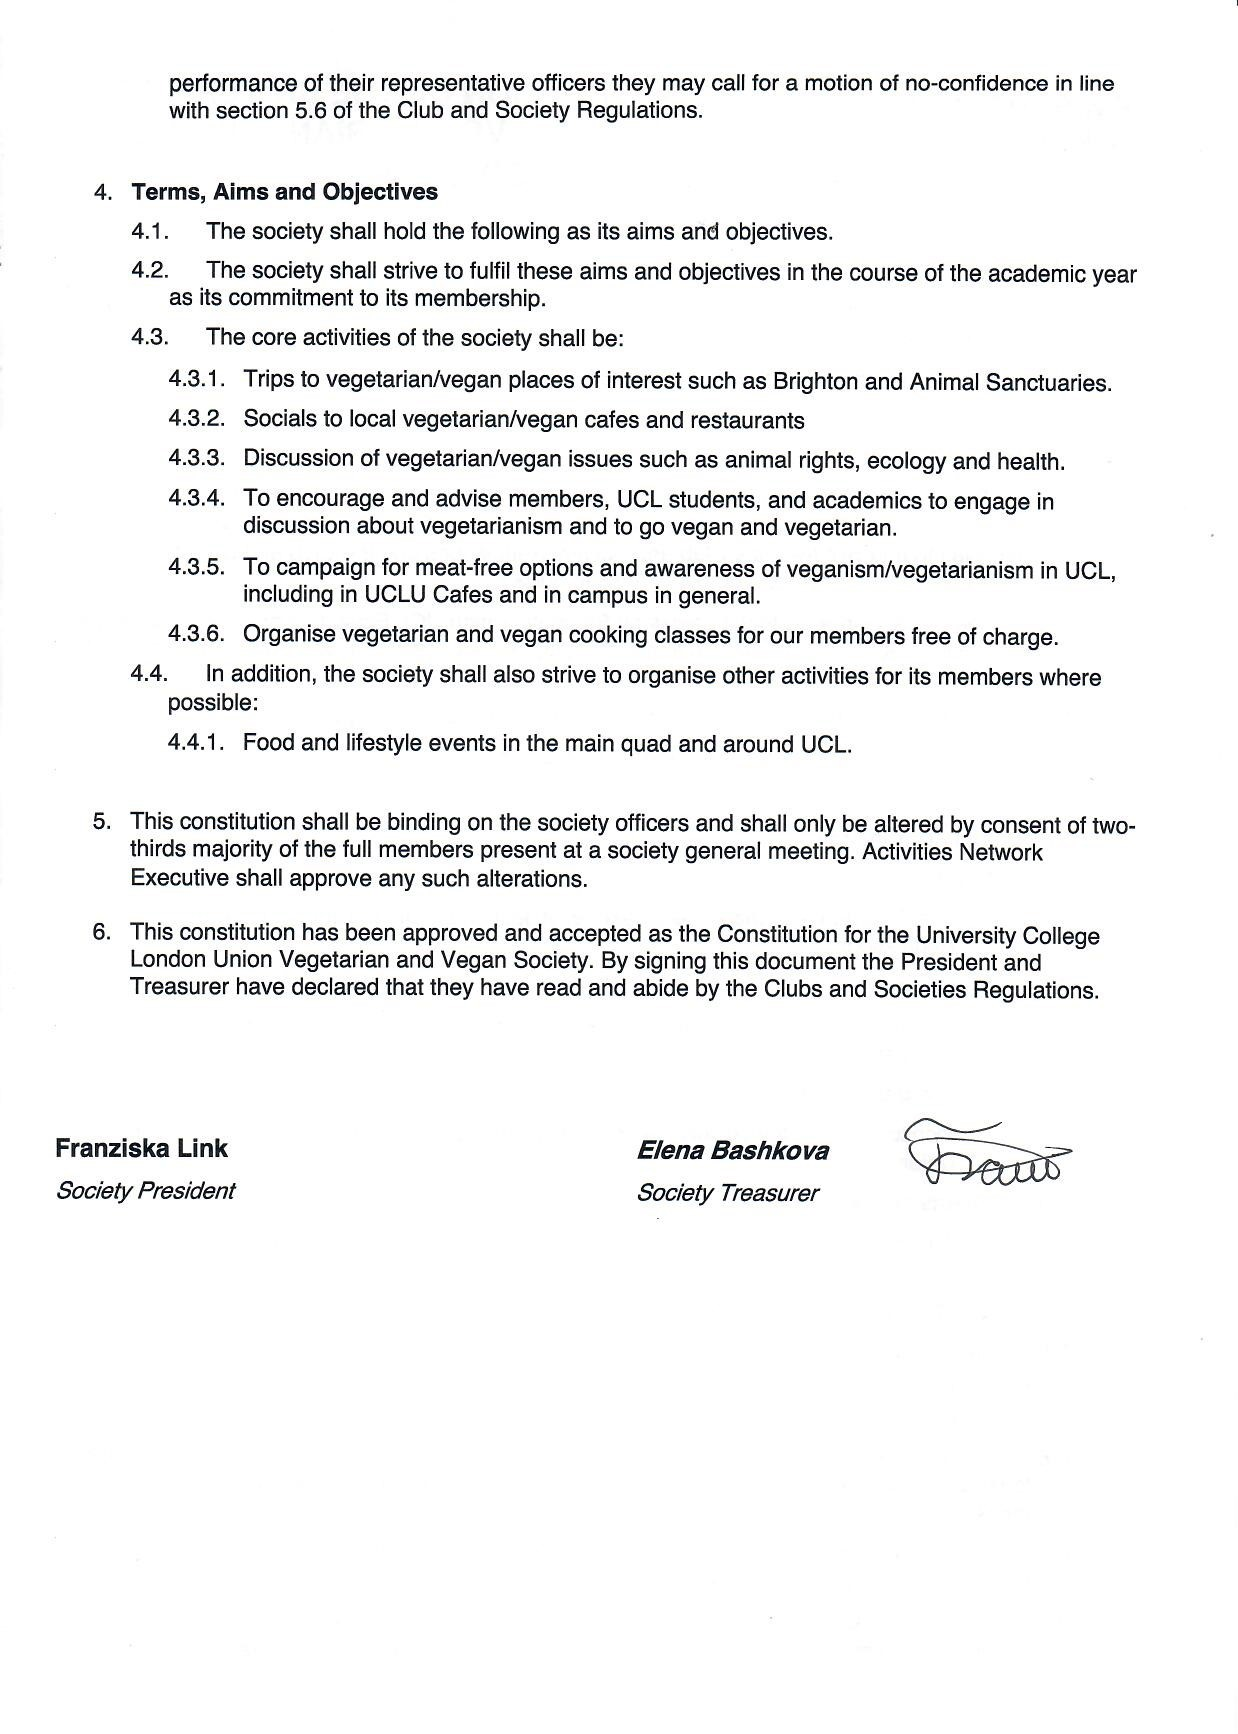 performance of their representative officers they may call for a motion of no-confidence in line
with section 5.6 of the Club and Society Regulations.
4. Terms, Aims and Objectives
4.1. The society shall hold the following as its aims and objectives.
4.2. The society shall strive to fulfil these aims and objectives in the course of the academic year
as its commitment to its membership.
4.3. The core activities of the society shall be:
4.3.1. Trips to vegetarian/vegan places of interest such as Brighton and Animal Sanctuaries.
4.3.2. Socials to local vegetarian/vegan cafes and restaurants
4.3.3. Discussion of vegetarian/vegan issues such as animal rights, ecology and health.
4.3.4. To encourage and advise members, UCL students, and academics to engage in
discussion about vegetarianism and to go vegan and vegetarian.
4.3.5. To campaign for meat-free options and awareness of veganism/vegetarianism in UCL,
including in UCLU Cafes and in campus in general.
4.3.6. Organise vegetarian and vegan cooking classes for our members free of charge.
4.4. In addition, the society shall also strive to organise other activities for its members where
possible:
4.4.1. Food and lifestyle events in the main quad and around UCL.
5. This constitution shall be binding on the society officers and shall only be altered by consent of two-
thirds majority of the full members present at a society general meeting. Activities Network
Executive shall approve any such alterations.
6. This constitution has been approved and accepted as the Constitution for the University College
London Union Vegetarian and Vegan Society. By signing this document the President and
Treasurer have declared that they have read and abide by the Clubs and Societies Regulations.
Franziska Link
Society President
Elena Bashkova
Society Treasurer